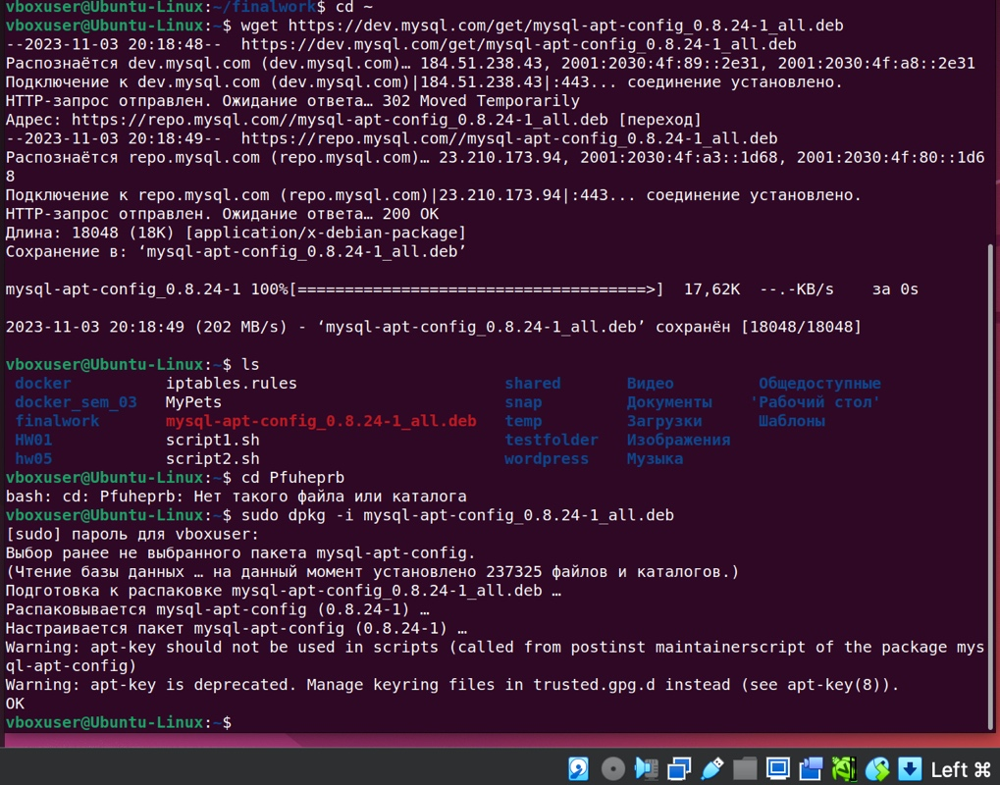 vboxuser@Ubuntu-Linux:~/finalwork$ cd ~
vboxuser@Ubuntu-Linux:~$ wget https://dev.mysql.com/get/mysql-apt-config_0.8.24-1_all.deb
--2023-11-03 20:18:48--  https://dev.mysql.com/get/mysql-apt-config_0.8.24-1_all.deb
Распознаётся dev.mysql.com (dev.mysql.com)… 184.51.238.43, 2001:2030:4f:89::2e31, 2001:2030:4f:a8::2e31
Подключение к dev.mysql.com (dev.mysql.com)|184.51.238.43|:443... соединение установлено.
HTTP-запрос отправлен. Ожидание ответа… 302 Moved Temporarily
Адрес: https://repo.mysql.com//mysql-apt-config_0.8.24-1_all.deb [переход]
--2023-11-03 20:18:49--  https://repo.mysql.com//mysql-apt-config_0.8.24-1_all.deb
Распознаётся repo.mysql.com (repo.mysql.com)… 23.210.173.94, 2001:2030:4f:a3::1d68, 2001:2030:4f:80::1d6
8
Подключение к repo.mysql.com (repo.mysql.com)|23.210.173.94|:443... соединение установлено.
HTTP-запрос отправлен. Ожидание ответа… 200 OK
Длина: 18048 (18K) [application/x-debian-package]
Сохранение в: ‘mysql-apt-config_0.8.24-1_all.deb’
mysql-apt-config_0.8.24-1 100%[=====================================>]  17,62K  --.-KB/s    за 0s
2023-11-03 20:18:49 (202 MB/s) - ‘mysql-apt-config_0.8.24-1_all.deb’ сохранён [18048/18048]
vboxuser@Ubuntu-Linux:~$ ls
docker iptables.rules shared Видео Общедоступные
docker_sem_03 MyPets snap Документы 'Рабочий стол'
finalwork mysql-apt-config_0.8.24-1_all.deb temp Загрузки Шаблоны
HW01 script1.sh testfolder Изображения
hw05 script2.sh wordpress Музыка
vboxuser@Ubuntu-Linux:~$ cd Pfuheprb
bash: cd: Pfuheprb: Нет такого файла или каталога
vboxuser@Ubuntu-Linux:~$ sudo dpkg -i mysql-apt-config_0.8.24-1_all.deb
[sudo] пароль для vboxuser:
Выбор ранее не выбранного пакета mysql-apt-config.
(Чтение базы данных … на данный момент установлено 237325 файлов и каталогов.)
Подготовка к распаковке mysql-apt-config_0.8.24-1_all.deb …
Распаковывается mysql-apt-config (0.8.24-1) …
Настраивается пакет mysql-apt-config (0.8.24-1) …
Warning: apt-key should not be used in scripts (called from postinst maintainerscript of the package mys
ql-apt-config)
Warning: apt-key is deprecated. Manage keyring files in trusted.gpg.d instead (see apt-key(8)).
OK
vboxuser@Ubuntu-Linux:~$
Left ⌘